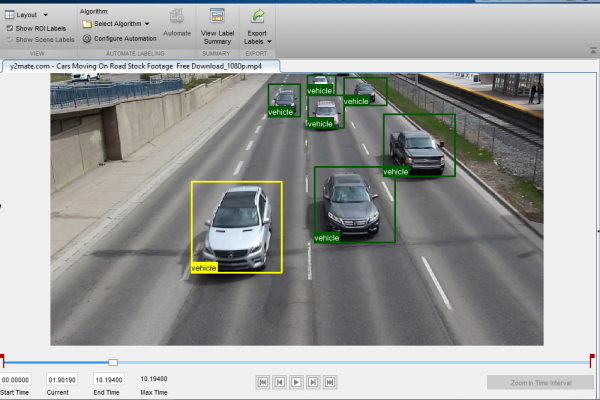 Layout
Show ROI Labels
Show Scene Labels
VIEW
Algorithm:
Select Algorithm
Configure Automation
Automate
AUTOMATE LABELING
View Label
Summary
SUMMARY
Export
Labels
EXPORT
y2mate.com - Cars Moving On Road Stock Footage Free Download_1080p.mp4
vehicle
vehicle
vehicle
vehicle
vehicle
vehicle
vehicle
00.00000
01.90190
10.19400
10.19400
Start Time
Current
End Time
Max Time
Zoom in Time Interval